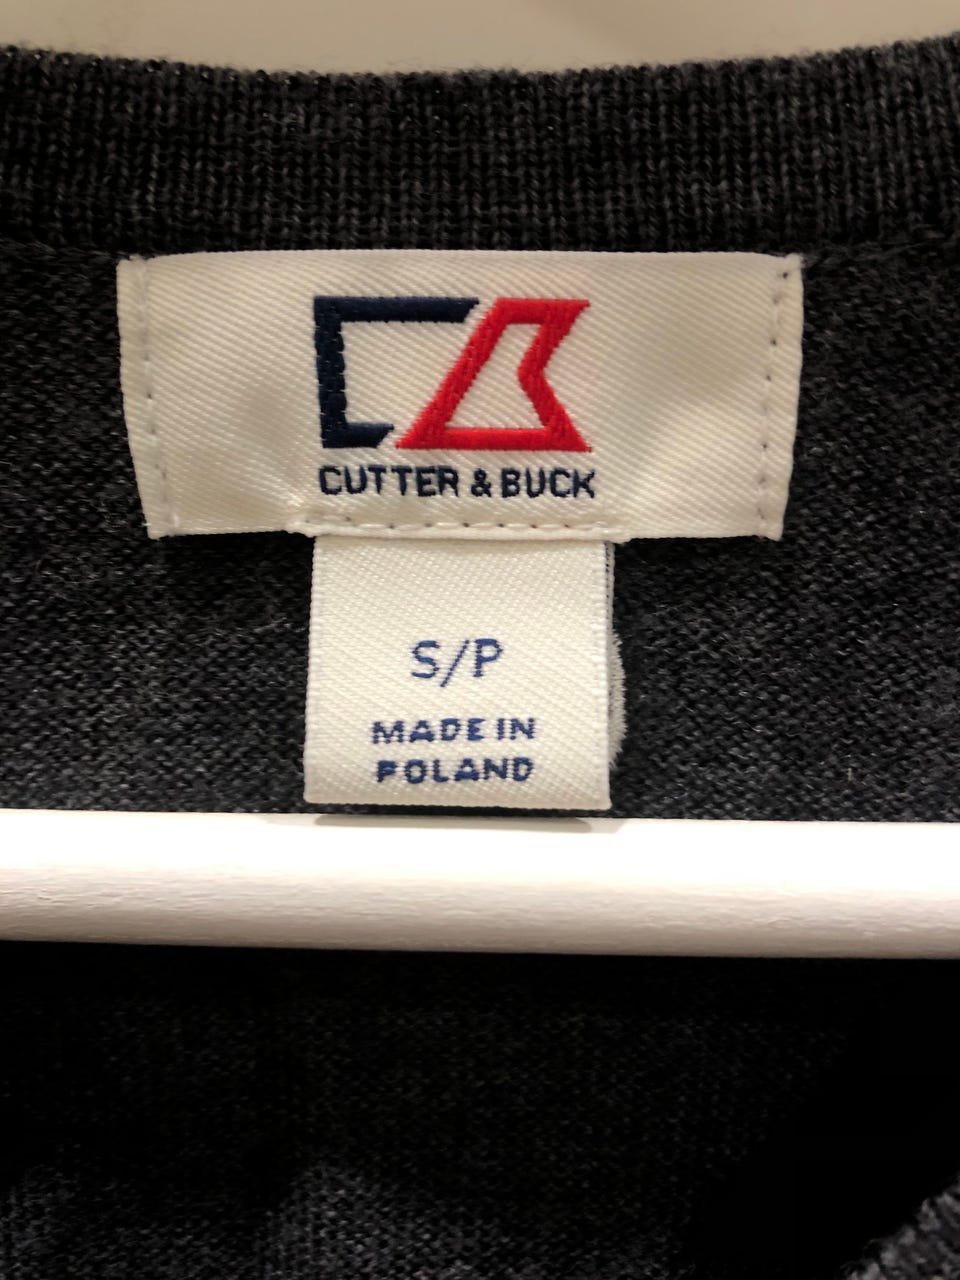 CUTTER & BUCK
S/P
MADE IN
POLAND